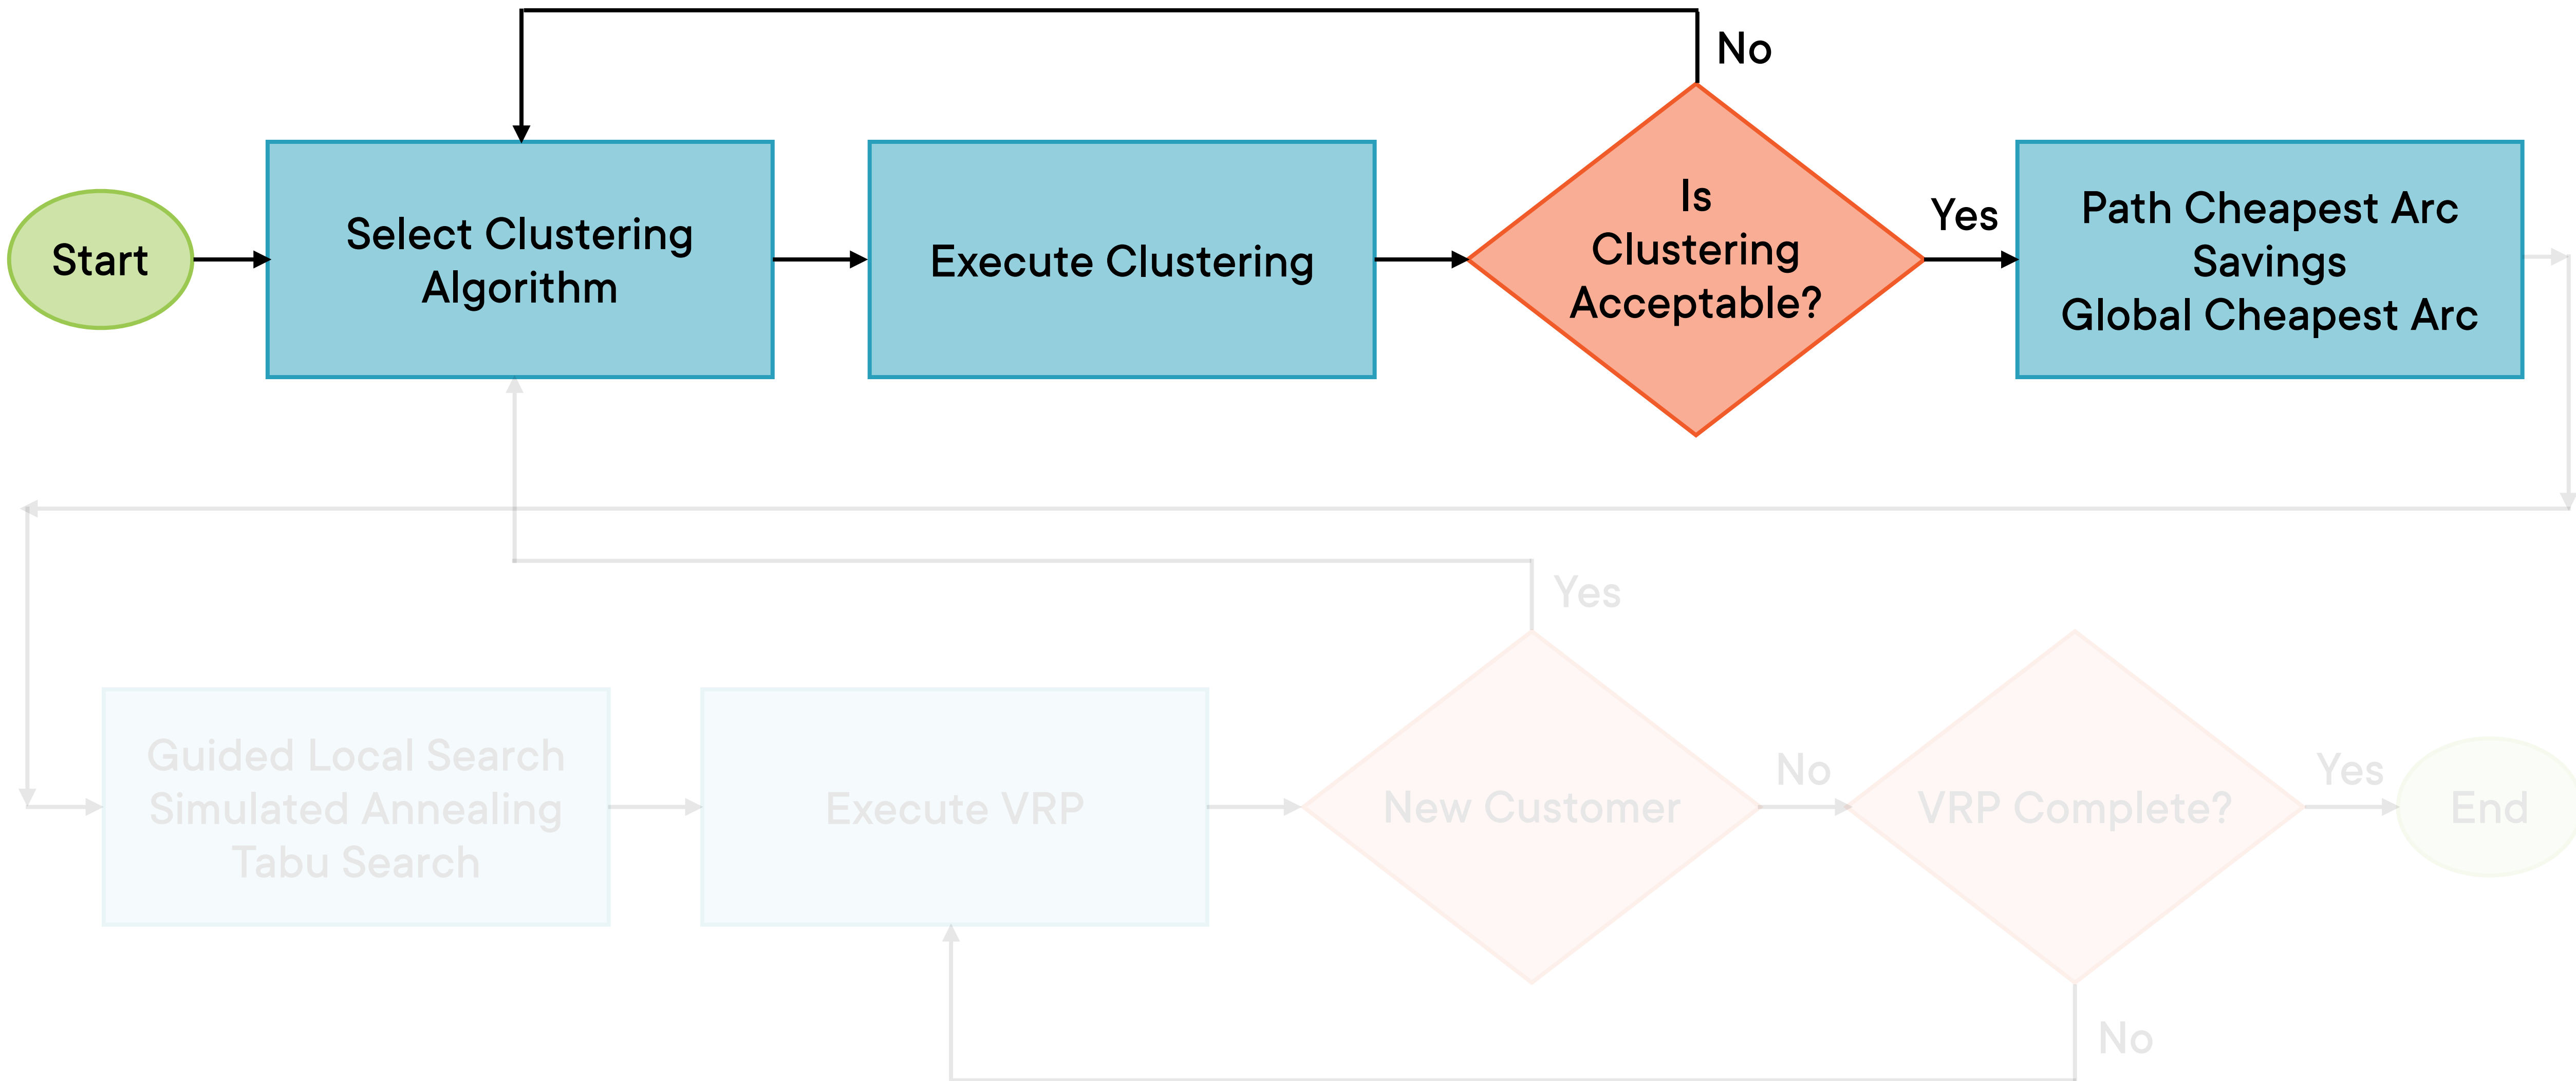 No
Start
Select Clustering
Algorithm
Execute Clustering
Is
Clustering
Acceptable?
Yes
Path Cheapest Arc
Savings
Global Cheapest Arc
Yes
Guided Local Search
Simulated Annealing
Tabu Search
Execute VRP
New Customer
No
VRP Complete?
Yes
End
No